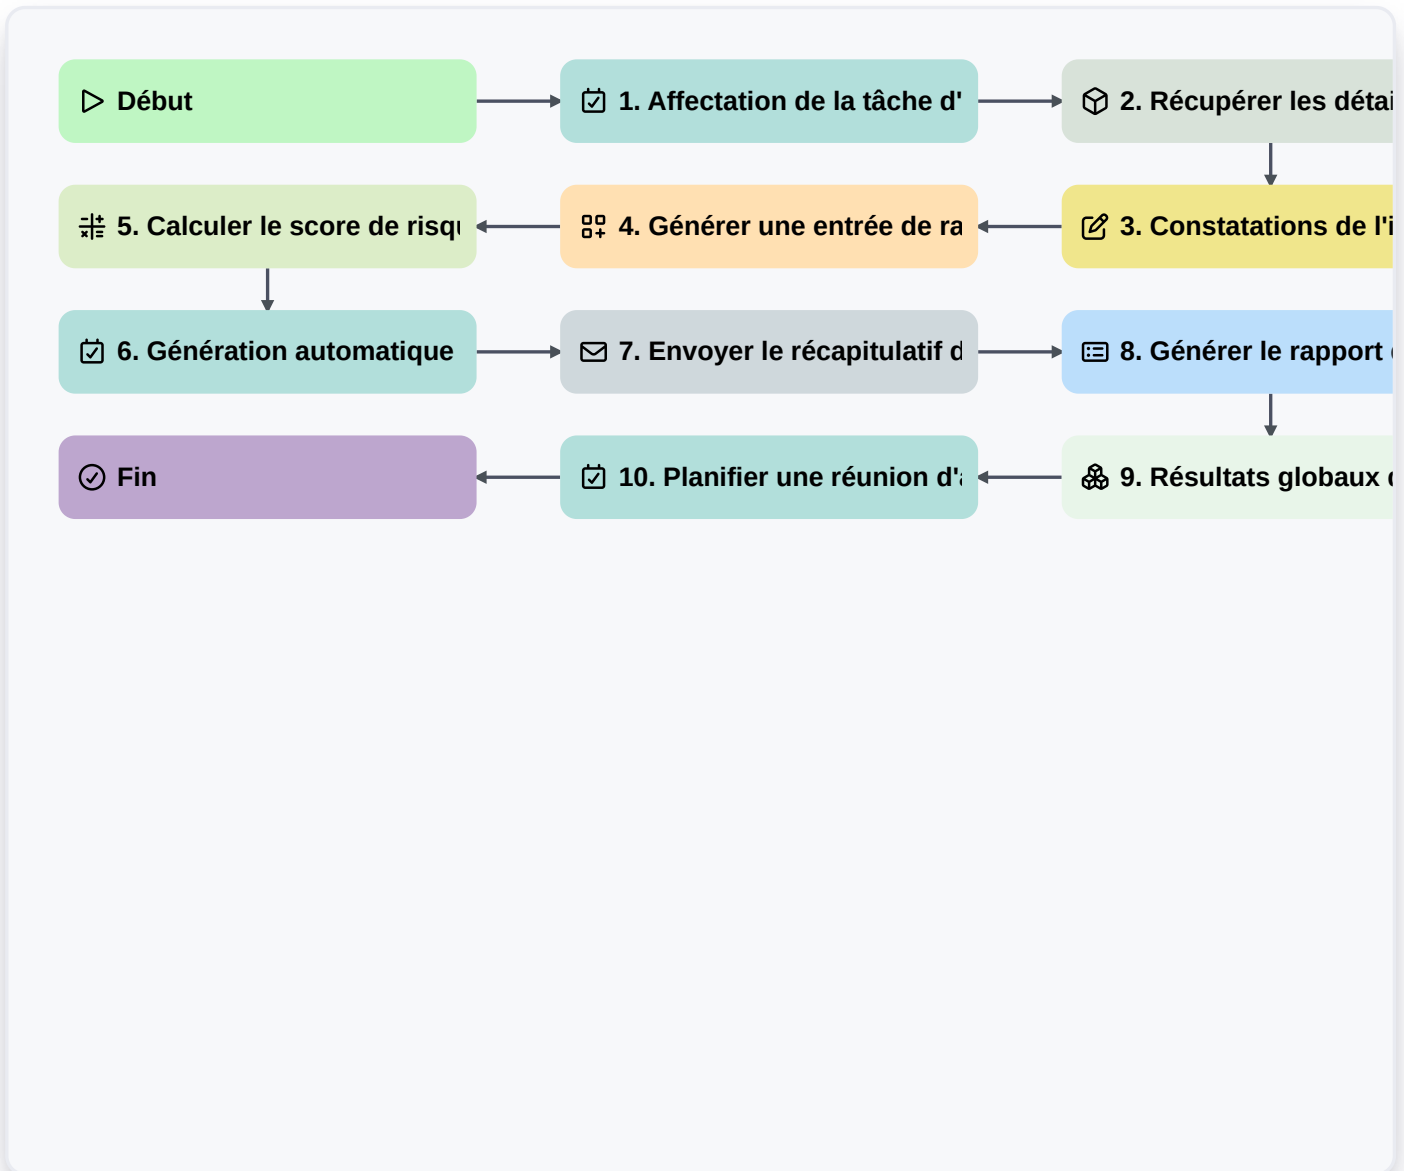 Début
1. Affectation de la tâche d'
2. Récupérer les détai
5. Calculer le score de risqu
4. Générer une entrée de ra
3. Constatations de l'i
6. Génération automatique
7. Envoyer le récapitulatif d
8. Générer le rapport
Fin
10. Planifier une réunion d'a
9. Résultats globaux d